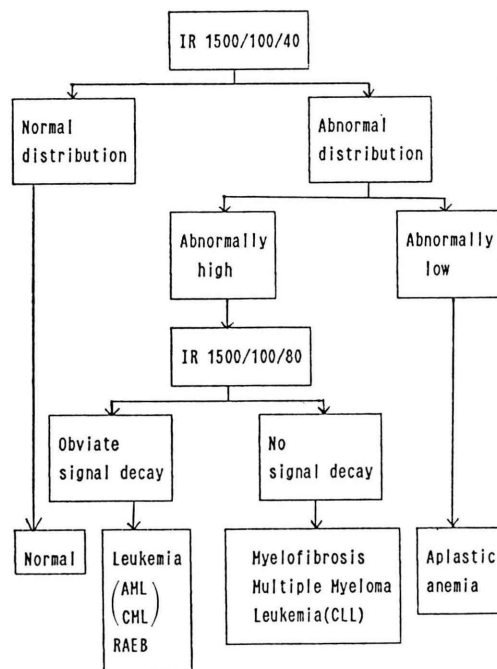 IR 1500/100/40
Normal
distribution
Abnormal
distribution
Abnormally
high
Abnormally
low
IR 1500/100/80
Obviate
signal decay
No
signal decay
Normal
Leukemia
(AML
CML)
RAEB
Myelofibrosis
Multiple Myeloma
Leukemia(CLL)
Aplastic
anemia